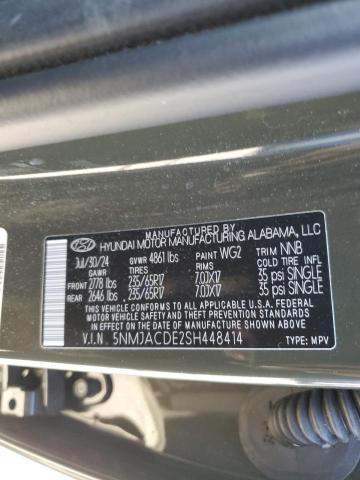 MANUFACTURED BY
HYUNDAI MOTOR MANUFACTURING ALABAMA, LLC
Jul/30/24 GVWR 4861 lbs PAINT WG2 TRIM NNB
GAWR TIRES RIMS COLD TIRE INFL
FRONT 2778 lbs 235/65R17 7.0JX17 35 psi SINGLE
REAR 2646 lbs 235/65R17 7.0JX17 35 psi SINGLE
THIS VEHICLE CONFORMS TO ALL APPLICABLE U.S. FEDERAL
MOTOR VEHICLE SAFETY, BUMPER, AND THEFT PREVENTION
STANDARDS IN EFFECT ON THE DATE OF MANUFACTURE SHOWN ABOVE.
V.I.N. 5NMJACDE2SH448414 TYPE: MPV